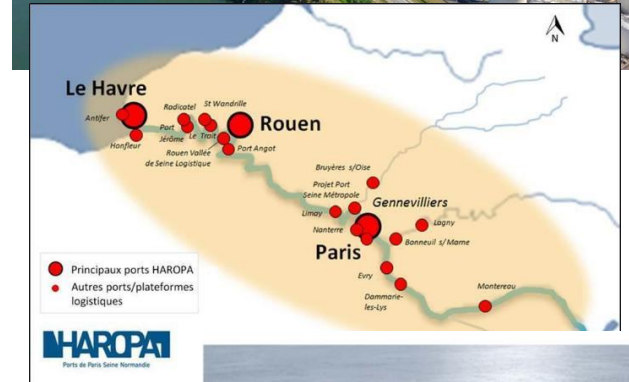 N
Le Havre
Antifer
Honfleur
Radicatel
St Wandrille
Port
Jérôme
Le Trait
Rouen
Rouen Vallée
de Seine Logistique
Port Angot
Bruyères s/Oise
Projet Port
Seine Métropole
Gennevilliers
Limay
Nanterre
Lagny
Bonneuil s/Marne
Paris
Evry
Dammarie-
les-Lys
Montereau
Principaux ports HAROPA
Autres ports/plateformes
logistiques
HAROPA
Ports de Paris Seine Normandie